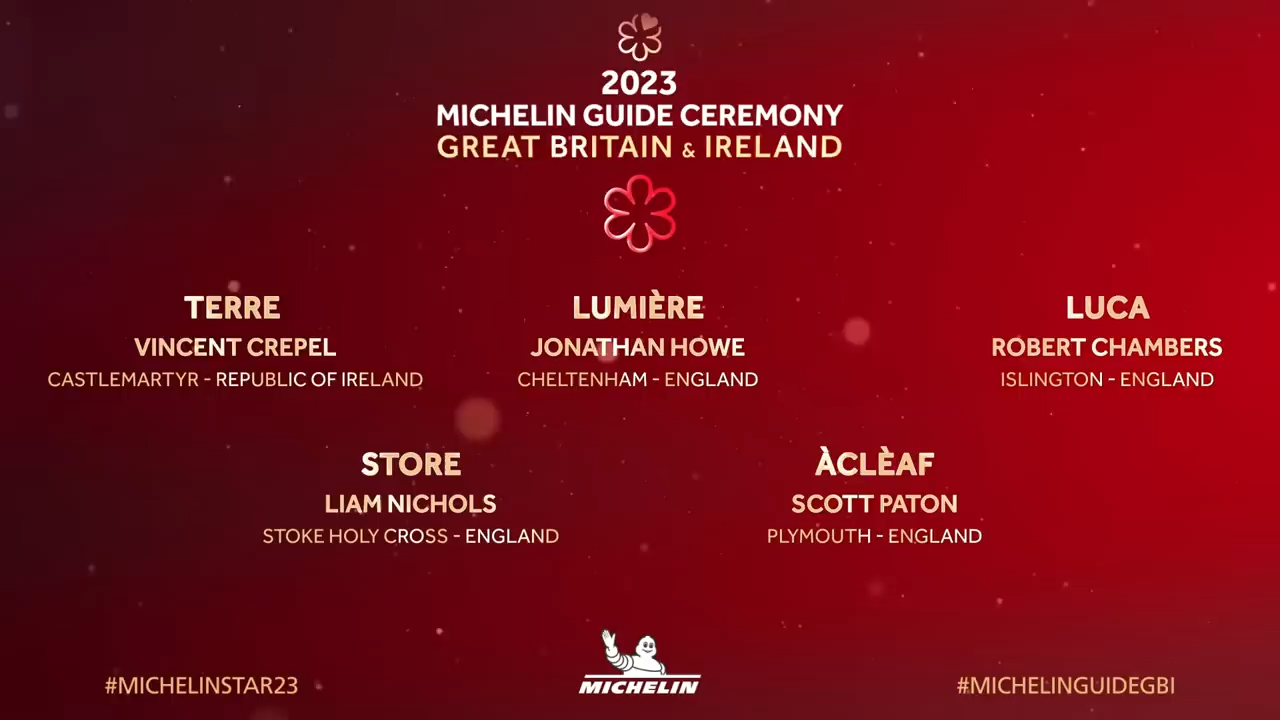 2023
MICHELIN GUIDE CEREMONY
GREAT BRITAIN & IRELAND
TERRE
VINCENT CREPEL
CASTLEMARTYR - REPUBLIC OF IRELAND
LUMIÈRE
JONATHAN HOWE
CHELTENHAM - ENGLAND
LUCA
ROBERT CHAMBERS
ISLINGTON - ENGLAND
STORE
LIAM NICHOLS
STOKE HOLY CROSS - ENGLAND
ÀCLÈAF
SCOTT PATON
PLYMOUTH - ENGLAND
#MICHELINSTAR23
MICHELIN
#MICHELINGUIDEGBI